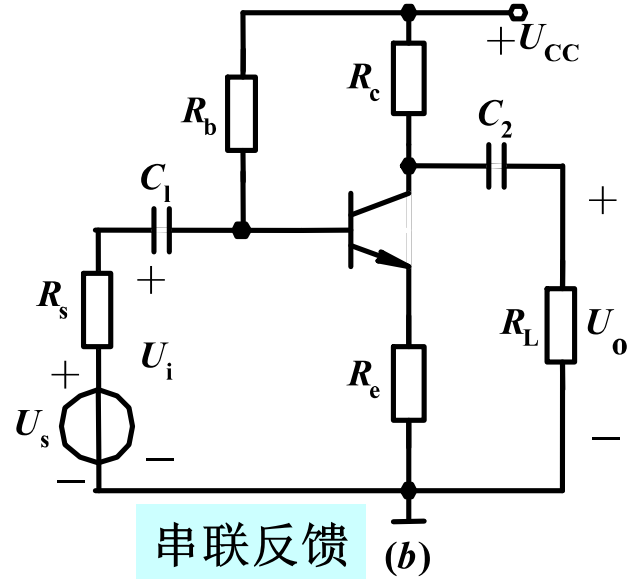 + U_CC
R_c
R_b
C_2
C_1
+
+
R_s
R_L
U_o
U_i
R_e
+
U_s
−
−
−
串联反馈
(b)